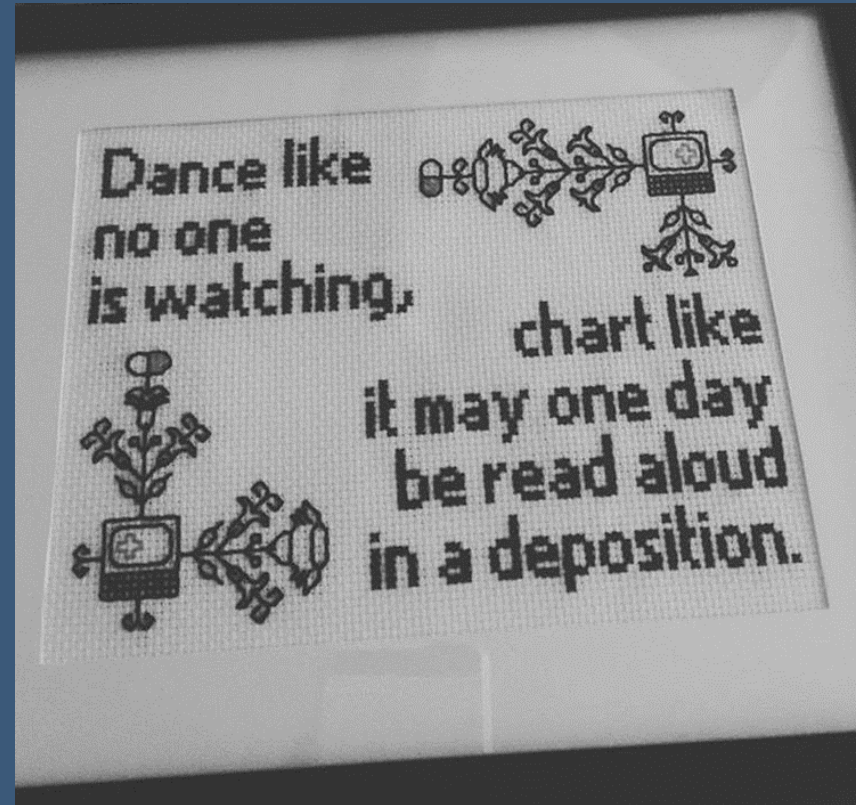 Dance like
no one
is watching,
chart like
it may one day
be read aloud
in a deposition.